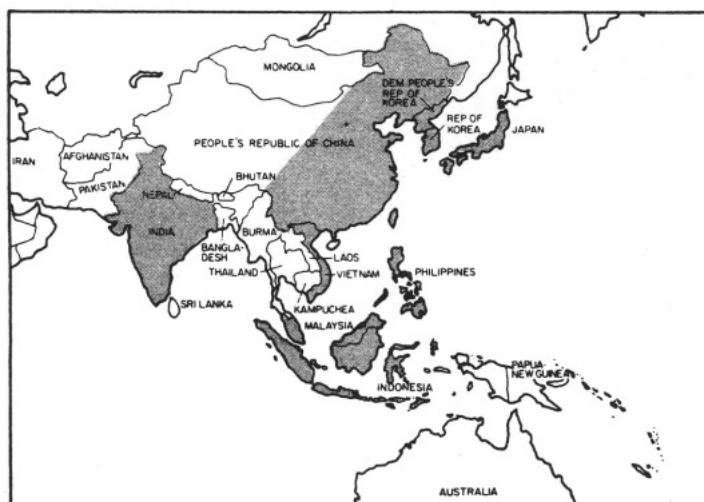 MONGOLIA
DEM. PEOPLE'S
REP OF
KOREA
REP OF
KOREA
JAPAN
PEOPLE'S REPUBLIC OF CHINA
IRAN
AFGHANISTAN
PAKISTAN
NEPAL
BHUTAN
INDIA
BANGLA-
DESH
BURMA
LAOS
THAILAND
VIETNAM
PHILIPPINES
KAMPUCHEA
SRI LANKA
MALAYSIA
INDONESIA
PAPUA
NEW GUINEA
AUSTRALIA